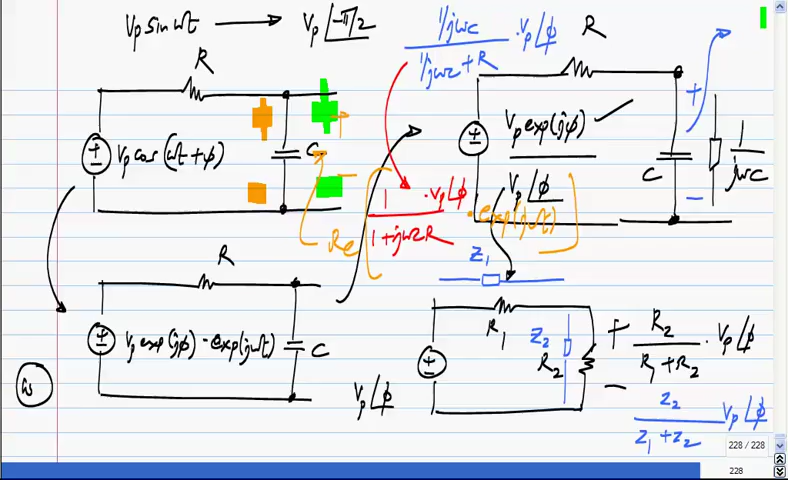 Vp sin ωt → Vp∠-π/2
R
Vp cos(ωt + φ)
C
+
-
1/jωC / (1/jωC + R) · Vp∠φ
R
Vp exp(jφ)
Vp∠φ
C
+
-
1/jωC
Re[ 1/(1+jωCR) · Vp∠φ · exp(jωt) ]
R
Vp exp(jφ) · exp(jωt)
C
ω
Z1
R1
Z2
R2
Vp∠φ
+
-
R2/(R1+R2) · Vp∠φ
Z2/(Z1+Z2) Vp∠φ
228 / 228
228